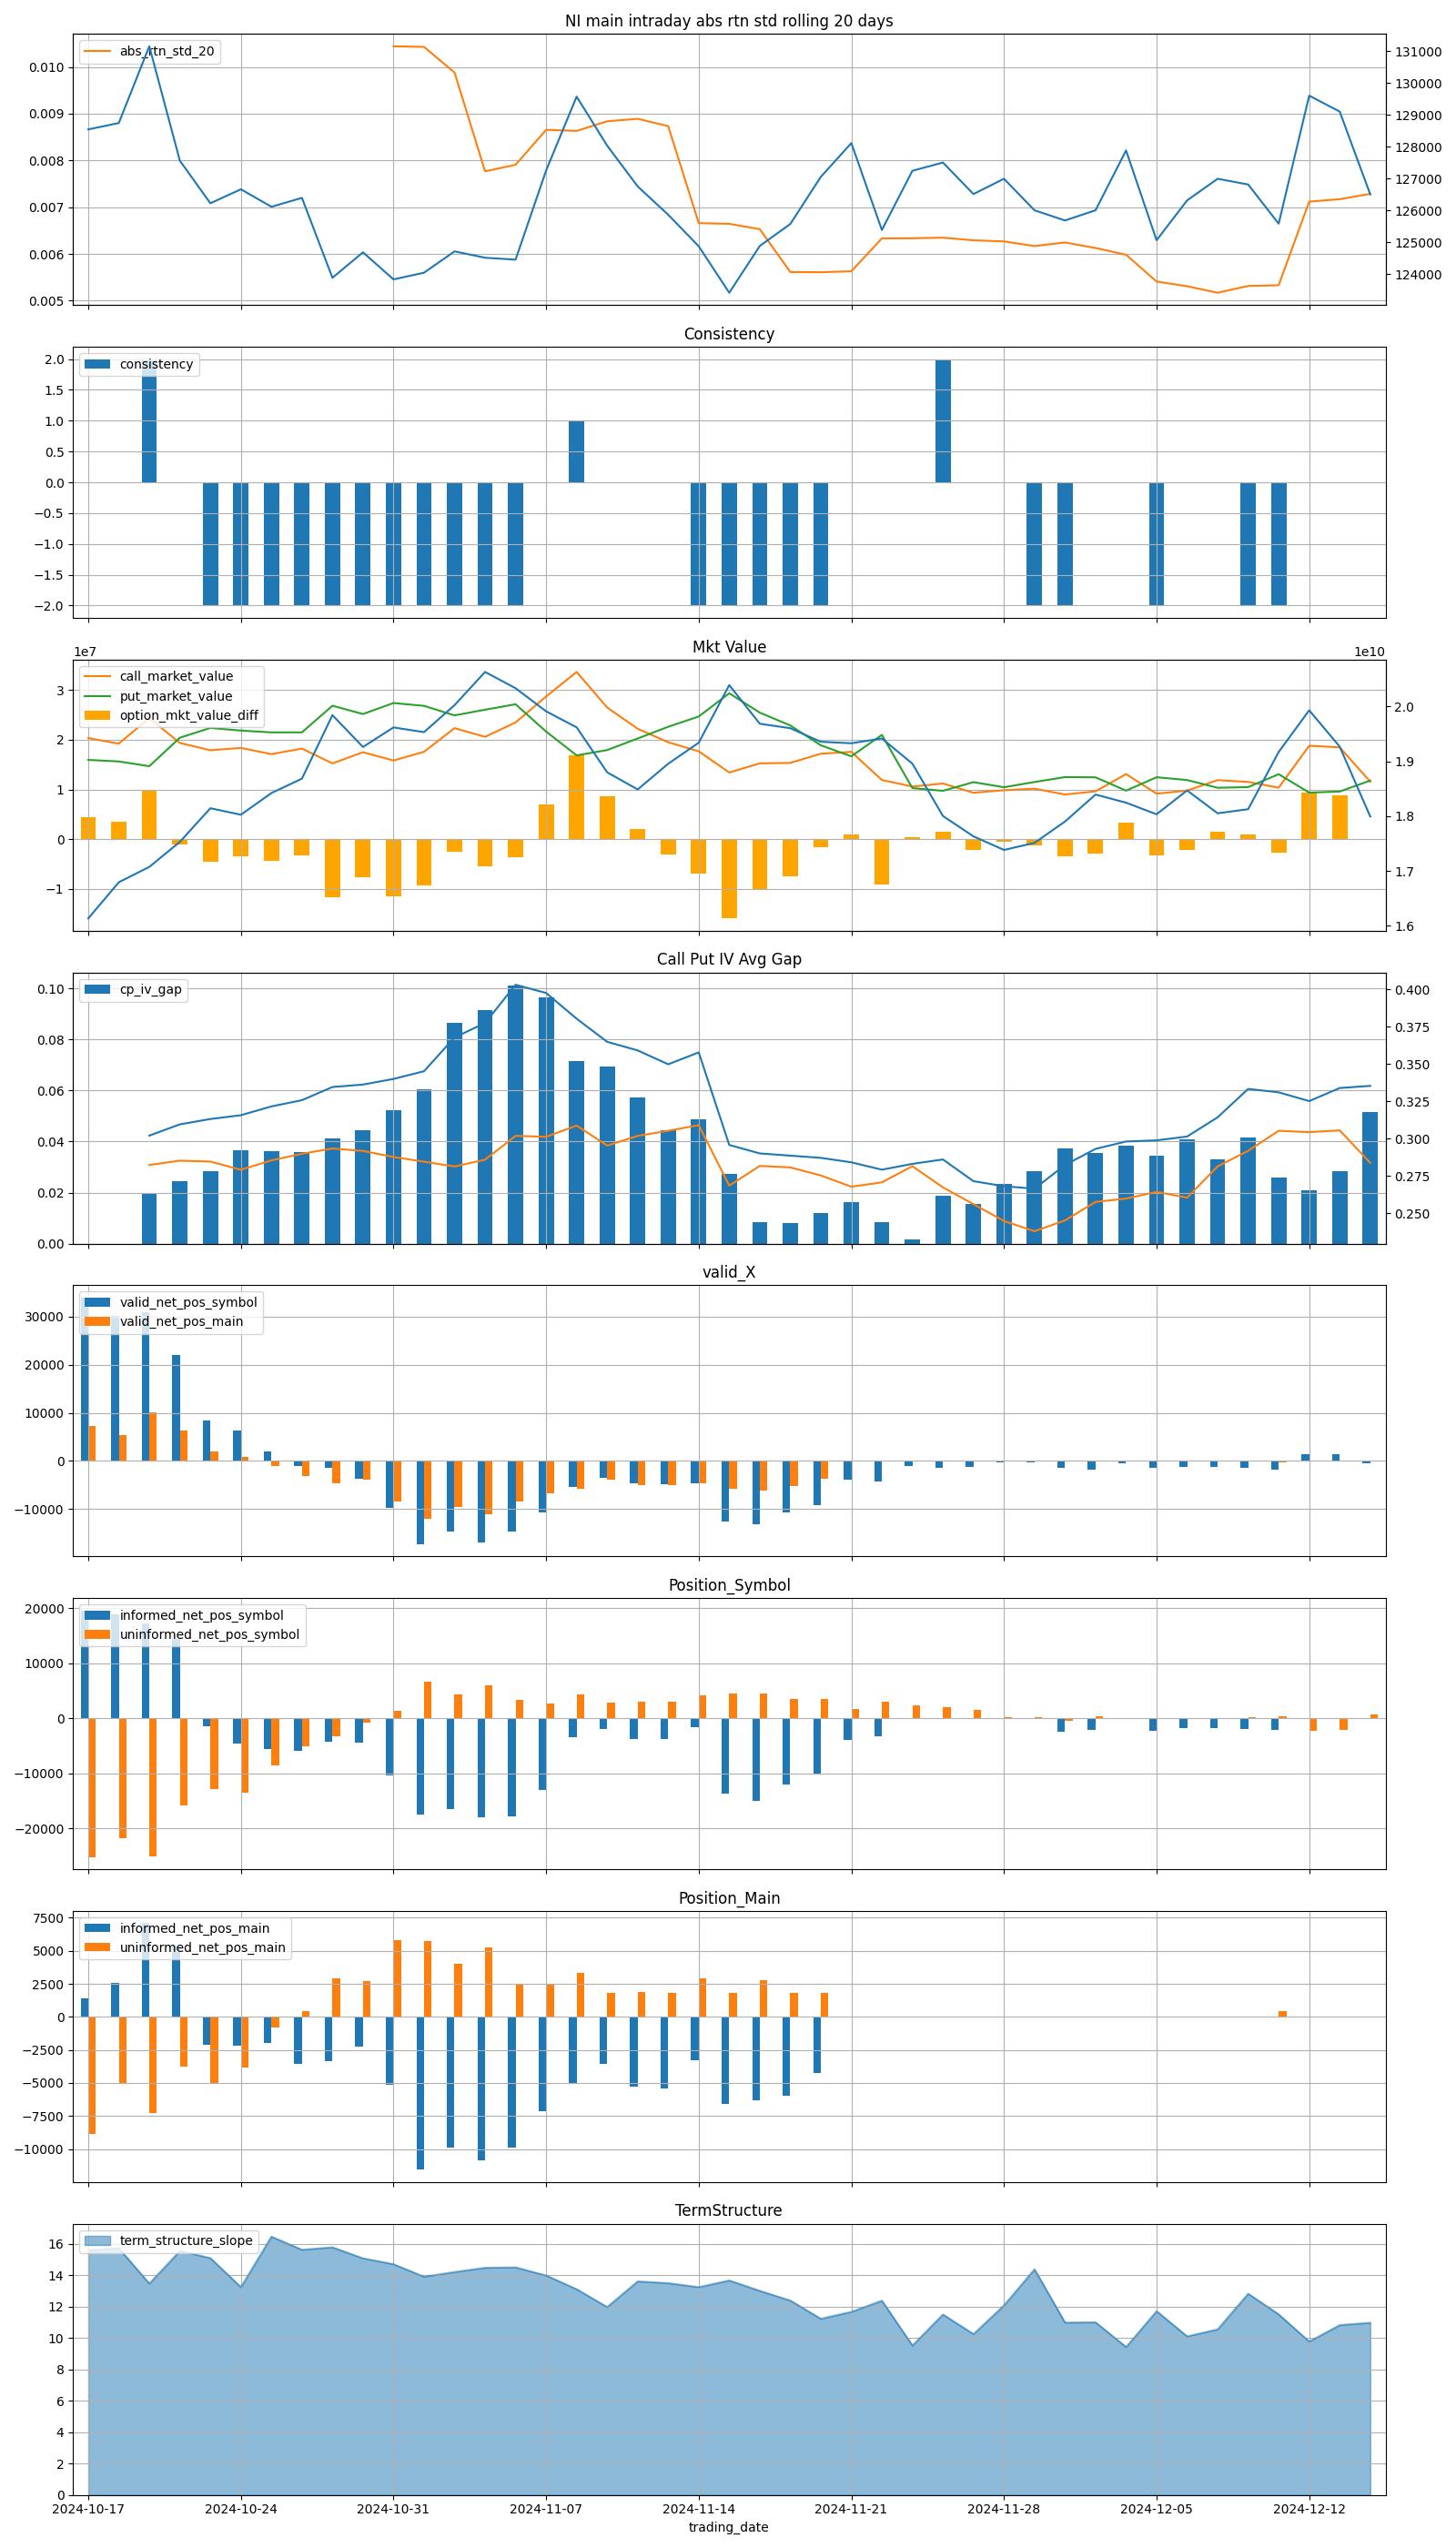 NI main intraday abs rtn std rolling 20 days
abs_rtn_std_20
0.010
0.009
0.008
0.007
0.006
0.005
131000
130000
129000
128000
127000
126000
125000
124000
Consistency
consistency
2.0
1.5
1.0
0.5
0.0
−0.5
−1.0
−1.5
−2.0
Mkt Value
1e7
1e10
call_market_value
put_market_value
option_mkt_value_diff
3
2
1
0
−1
2.0
1.9
1.8
1.7
1.6
Call Put IV Avg Gap
cp_iv_gap
0.10
0.08
0.06
0.04
0.02
0.00
0.400
0.375
0.350
0.325
0.300
0.275
0.250
valid_X
valid_net_pos_symbol
valid_net_pos_main
30000
20000
10000
0
−10000
Position_Symbol
informed_net_pos_symbol
uninformed_net_pos_symbol
20000
10000
0
−10000
−20000
Position_Main
informed_net_pos_main
uninformed_net_pos_main
7500
5000
2500
0
−2500
−5000
−7500
−10000
TermStructure
term_structure_slope
16
14
12
10
8
6
4
2
0
2024-10-17 2024-10-24 2024-10-31 2024-11-07 2024-11-14 2024-11-21 2024-11-28 2024-12-05 2024-12-12
trading_date